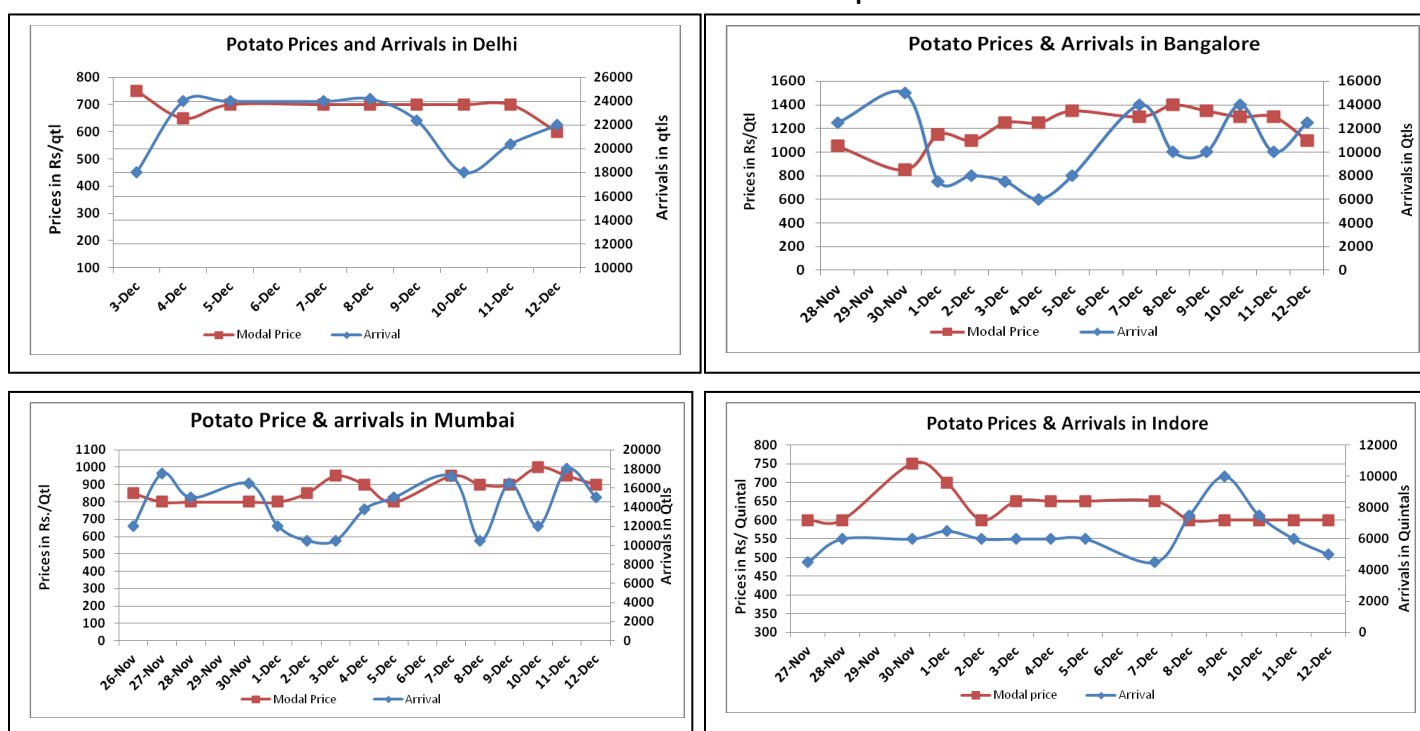 Potato Prices and Arrivals in Delhi
Prices in Rs/qtl
800
700
600
500
400
300
200
100
26000
24000
22000
20000
18000
16000
14000
12000
10000
Arrivals in qtls
3-Dec
4-Dec
5-Dec
6-Dec
7-Dec
8-Dec
9-Dec
10-Dec
11-Dec
12-Dec
Modal Price
Arrival
Potato Prices & Arrivals in Bangalore
Prices in Rs/Qtl
1600
1400
1200
1000
800
600
400
200
0
16000
14000
12000
10000
8000
6000
4000
2000
0
Arrivals in Qtls
28-Nov
29-Nov
30-Nov
1-Dec
2-Dec
3-Dec
4-Dec
5-Dec
6-Dec
7-Dec
8-Dec
9-Dec
10-Dec
11-Dec
12-Dec
Modal Price
Arrival
Potato Price & arrivals in Mumbai
Prices in Rs./Qtl
1100
1000
900
800
700
600
500
400
300
200
100
0
20000
18000
16000
14000
12000
10000
8000
6000
4000
2000
0
Arrivals in Qtls
26-Nov
27-Nov
28-Nov
29-Nov
30-Nov
1-Dec
2-Dec
3-Dec
4-Dec
5-Dec
6-Dec
7-Dec
8-Dec
9-Dec
10-Dec
11-Dec
12-Dec
Modal Price
Arrival
Potato Prices & Arrivals in Indore
Prices in Rs/ Quintal
800
750
700
650
600
550
500
450
400
350
300
12000
10000
8000
6000
4000
2000
0
Arrivals in Quintals
27-Nov
28-Nov
29-Nov
30-Nov
1-Dec
2-Dec
3-Dec
4-Dec
5-Dec
6-Dec
7-Dec
8-Dec
9-Dec
10-Dec
11-Dec
12-Dec
Modal price
Arrival